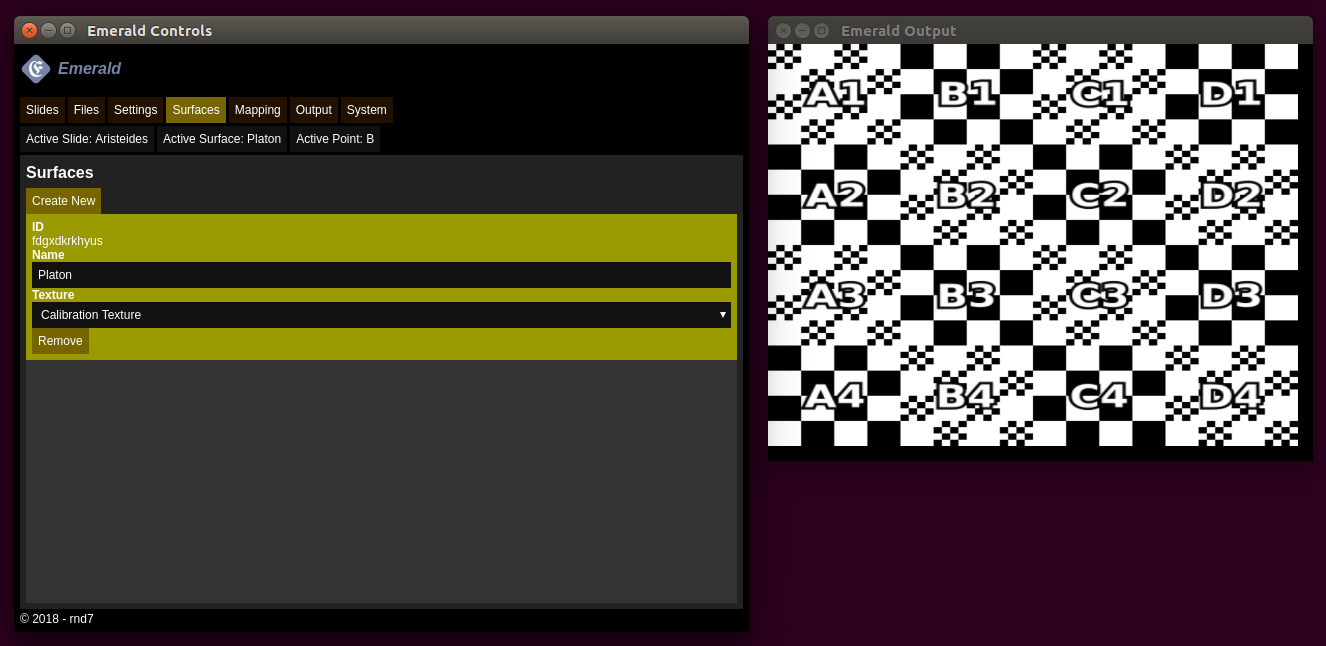 Emerald Controls
Emerald
Slides Files Settings Surfaces Mapping Output System
Active Slide: Aristeides Active Surface: Platon Active Point: B
Surfaces
Create New
ID
fdgxdkrkhyus
Name
Platon
Texture
Calibration Texture
Remove
© 2018 - rnd7
Emerald Output
A1 B1 C1 D1
A2 B2 C2 D2
A3 B3 C3 D3
A4 B4 C4 D4